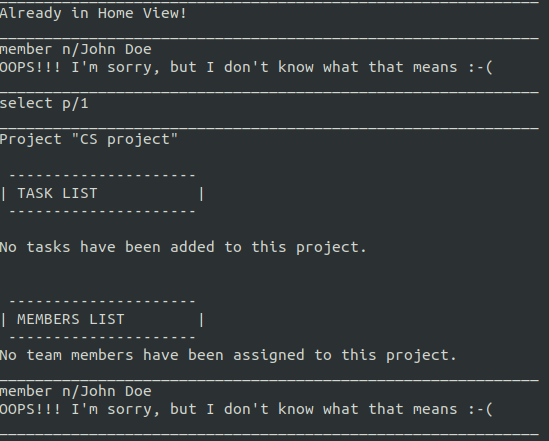 Already in Home View!
member n/John Doe
OOPS!!! I'm sorry, but I don't know what that means :-(
select p/1
Project "CS project"
---------------------
| TASK LIST |
---------------------
No tasks have been added to this project.
---------------------
| MEMBERS LIST |
---------------------
No team members have been assigned to this project.
member n/John Doe
OOPS!!! I'm sorry, but I don't know what that means :-(